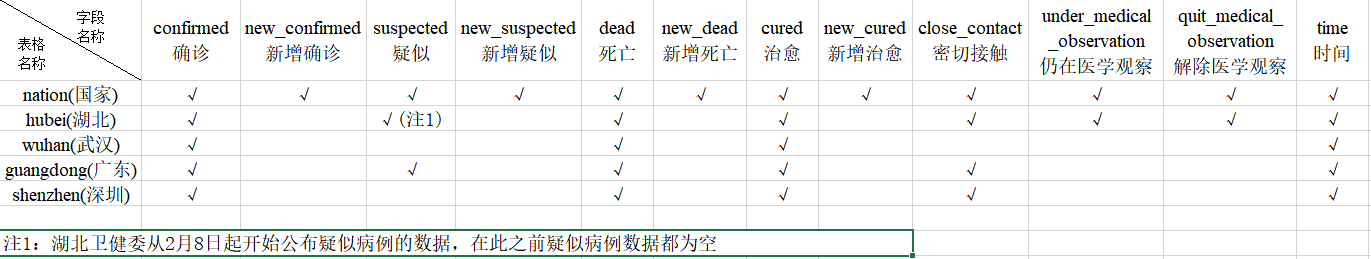 字段
名称
表格
名称
confirmed
确诊
new_confirmed
新增确诊
suspected
疑似
new_suspected
新增疑似
dead
死亡
new_dead
新增死亡
cured
治愈
new_cured
新增治愈
close_contact
密切接触
under_medical
_observation
仍在医学观察
quit_medical_
observation
解除医学观察
time
时间
nation(国家) √ √ √ √ √ √ √ √ √ √ √ √
hubei(湖北) √ √(注1) √ √ √ √ √ √
wuhan(武汉) √ √ √ √
guangdong(广东) √ √ √ √ √ √
shenzhen(深圳) √ √ √ √ √
注1：湖北卫健委从2月8日起开始公布疑似病例的数据，在此之前疑似病例数据都为空